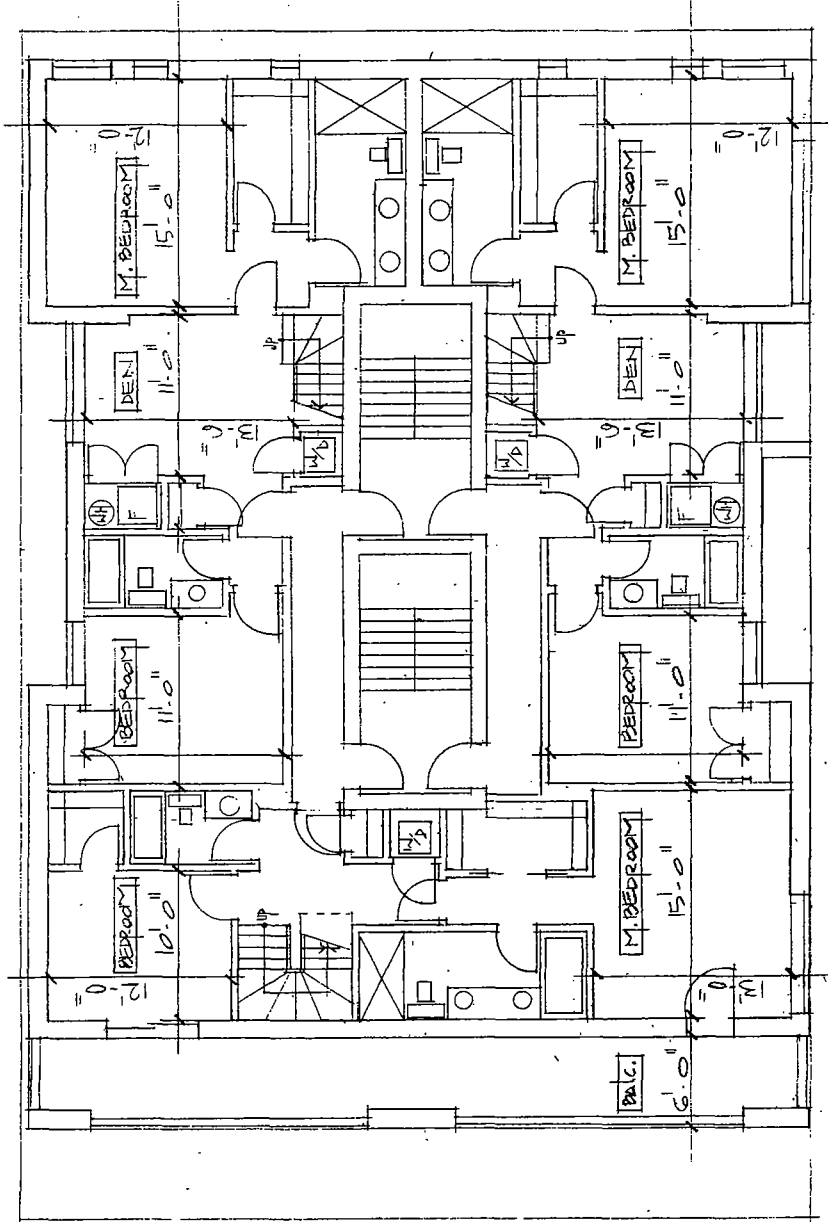 12'-0"
M. BEDROOM
15'-0"
M. BEDROOM
15'-0"
12'-0"
DEN
11'-0"
UP
UP
DEN
11'-0"
13'-6"
W/D
W/D
13'-6"
WH
F
F
WH
BEDROOM
11'-0"
BEDROOM
11'-0"
W/D
BEDROOM
10'-0"
UP
M. BEDROOM
15'-0"
12'-0"
13'-0"
BALC.
6'-0"